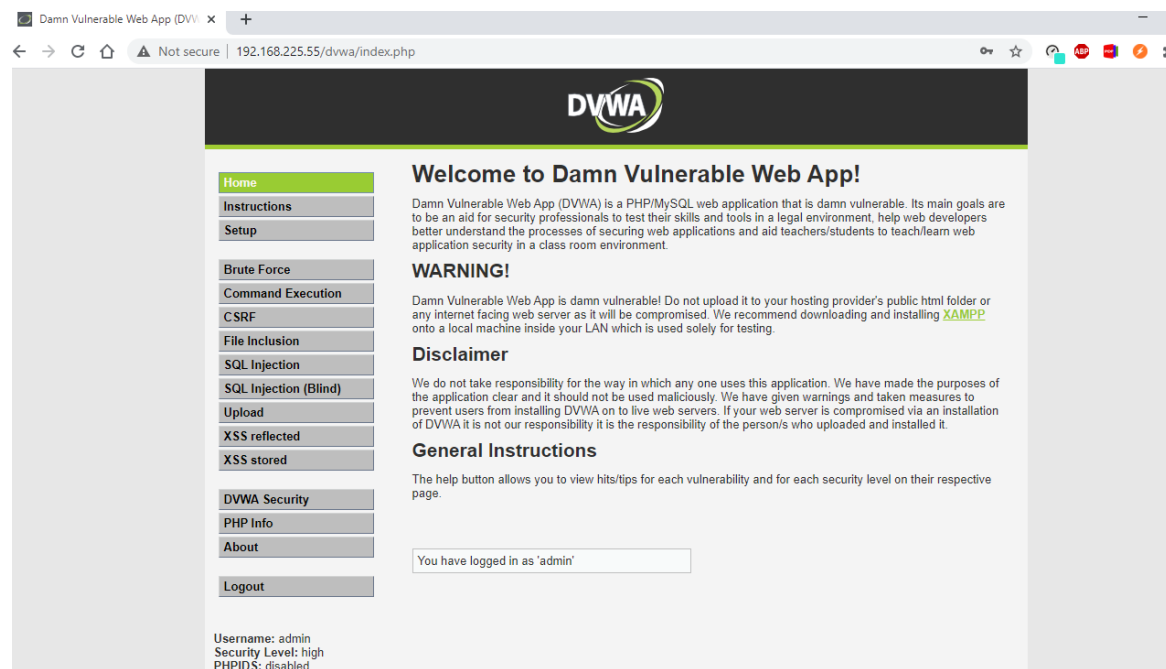 Damn Vulnerable Web App (DVW
Not secure | 192.168.225.55/dvwa/index.php
ABP
DVWA
Home
Instructions
Setup
Brute Force
Command Execution
CSRF
File Inclusion
SQL Injection
SQL Injection (Blind)
Upload
XSS reflected
XSS stored
DVWA Security
PHP Info
About
Logout
Username: admin
Security Level: high
PHPIDS: disabled
Welcome to Damn Vulnerable Web App!
Damn Vulnerable Web App (DVWA) is a PHP/MySQL web application that is damn vulnerable. Its main goals are
to be an aid for security professionals to test their skills and tools in a legal environment, help web developers
better understand the processes of securing web applications and aid teachers/students to teach/learn web
application security in a class room environment.
WARNING!
Damn Vulnerable Web App is damn vulnerable! Do not upload it to your hosting provider's public html folder or
any internet facing web server as it will be compromised. We recommend downloading and installing XAMPP
onto a local machine inside your LAN which is used solely for testing.
Disclaimer
We do not take responsibility for the way in which any one uses this application. We have made the purposes of
the application clear and it should not be used maliciously. We have given warnings and taken measures to
prevent users from installing DVWA on to live web servers. If your web server is compromised via an installation
of DVWA it is not our responsibility it is the responsibility of the person/s who uploaded and installed it.
General Instructions
The help button allows you to view hits/tips for each vulnerability and for each security level on their respective
page.
You have logged in as 'admin'